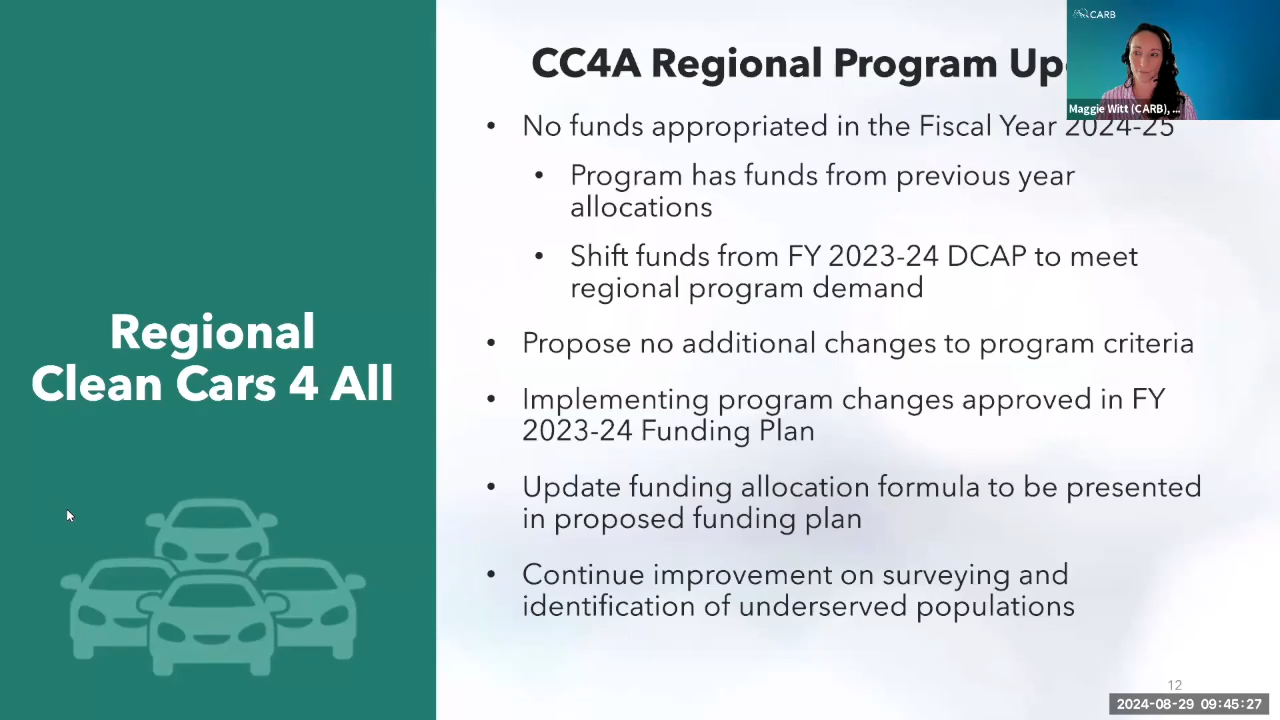 CC4A Regional Program
CARB
Maggie Witt (CARB), ...
• No funds appropriated in the Fiscal Year 2024-25
• Program has funds from previous year
allocations
• Shift funds from FY 2023-24 DCAP to meet
regional program demand
Regional
Clean Cars 4 All
• Propose no additional changes to program criteria
• Implementing program changes approved in FY
2023-24 Funding Plan
• Update funding allocation formula to be presented
in proposed funding plan
• Continue improvement on surveying and
identification of underserved populations
12
2024-08-29 09:45:27